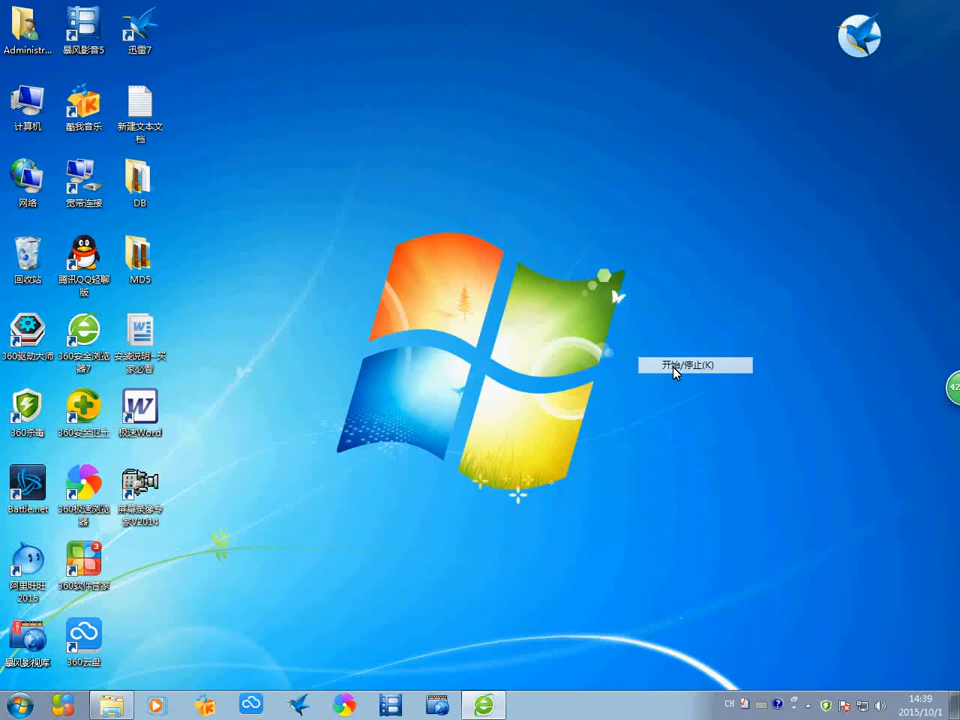 Administr...
暴风影音5
迅雷7
计算机
酷我音乐
新建文本文
档
网络
宽带连接
DB
回收站
腾讯QQ轻聊
版
MD5
360驱动大师
360安全浏览
器7
安装说明--买
家必看
360杀毒
360安全卫士
极速Word
Battle.net
360极速浏览
器
屏幕录像专
家V2014
阿里旺旺
2015
360软件管家
3
暴风影视库
360云盘
开始/停止(K)
42
CH
14:39
2015/10/1